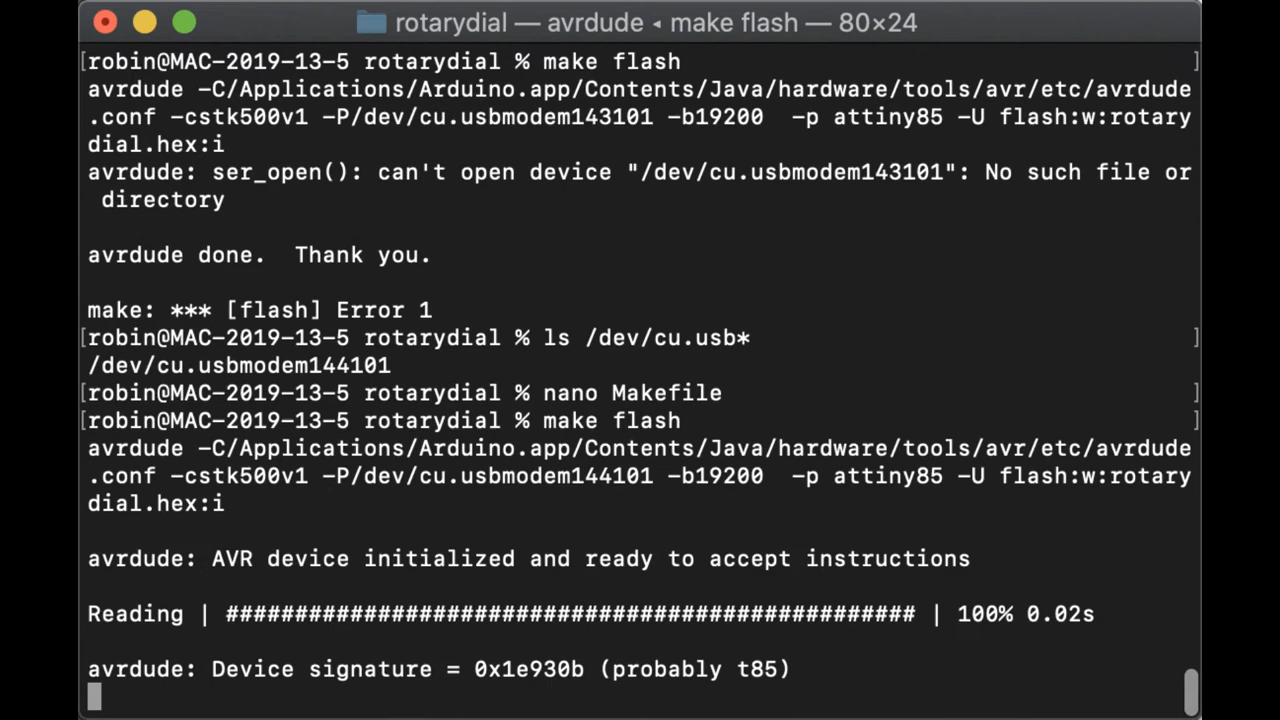 rotarydial — avrdude ◂ make flash — 80×24
[robin@MAC-2019-13-5 rotarydial % make flash ]
avrdude -C/Applications/Arduino.app/Contents/Java/hardware/tools/avr/etc/avrdude
.conf -cstk500v1 -P/dev/cu.usbmodem143101 -b19200  -p attiny85 -U flash:w:rotary
dial.hex:i
avrdude: ser_open(): can't open device "/dev/cu.usbmodem143101": No such file or
 directory
avrdude done.  Thank you.
make: *** [flash] Error 1
[robin@MAC-2019-13-5 rotarydial % ls /dev/cu.usb* ]
/dev/cu.usbmodem144101
[robin@MAC-2019-13-5 rotarydial % nano Makefile ]
[robin@MAC-2019-13-5 rotarydial % make flash ]
avrdude -C/Applications/Arduino.app/Contents/Java/hardware/tools/avr/etc/avrdude
.conf -cstk500v1 -P/dev/cu.usbmodem144101 -b19200  -p attiny85 -U flash:w:rotary
dial.hex:i
avrdude: AVR device initialized and ready to accept instructions
Reading | ################################################## | 100% 0.02s
avrdude: Device signature = 0x1e930b (probably t85)